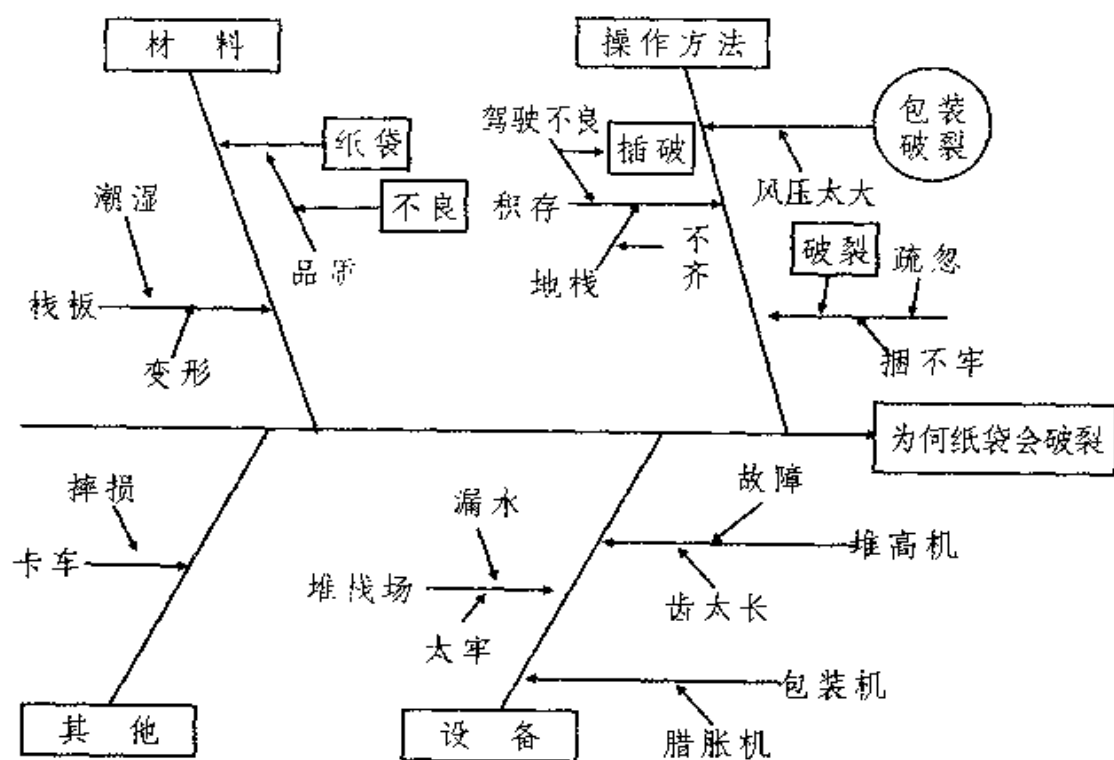 材 料
操作方法
包装
破裂
驾驶不良
插破
纸袋
潮湿
不良
积存
风压太大
品质
地栈
不
齐
破裂
疏忽
栈板
变形
捆不牢
为何纸袋会破裂
摔损
漏水
故障
卡车
堆栈场
堆高机
太牢
齿太长
包装机
其 他
设 备
腊胀机